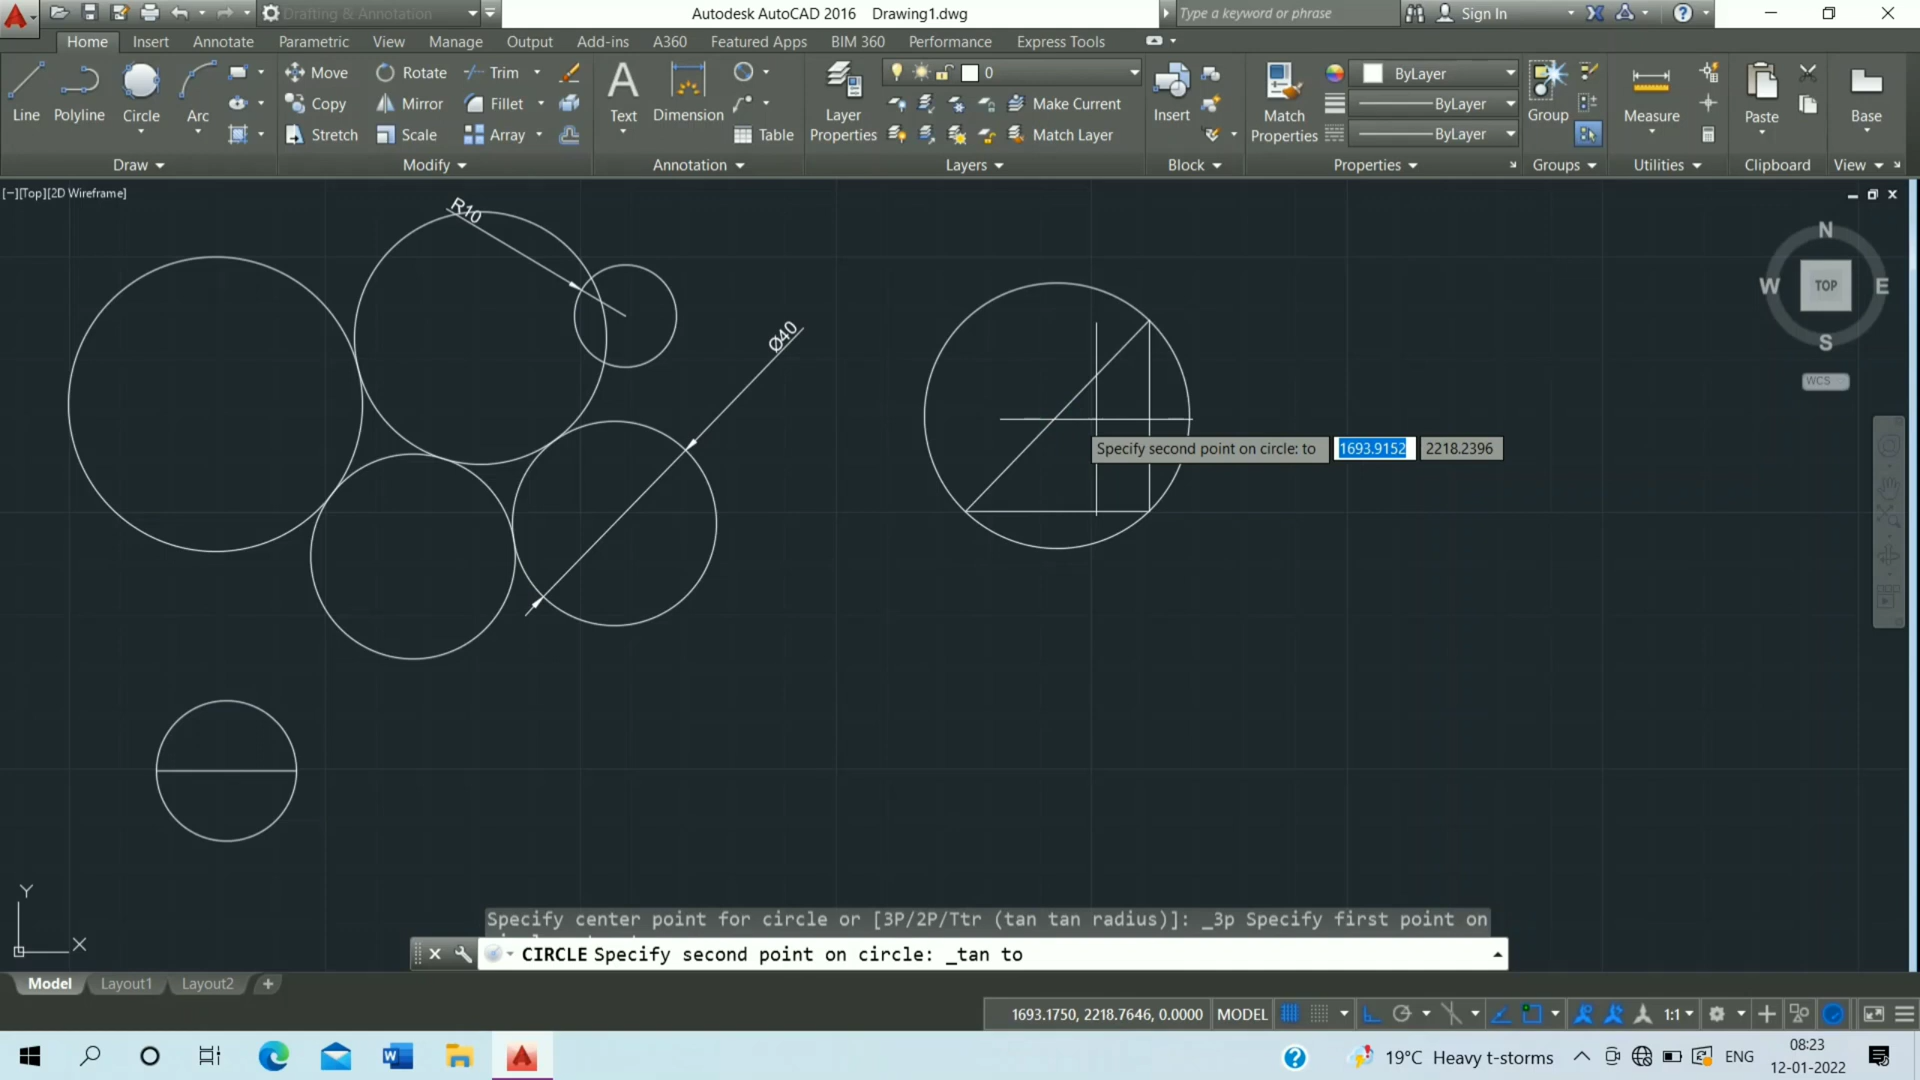 Drafting & Annotation
Autodesk AutoCAD 2016 Drawing1.dwg
Type a keyword or phrase
Sign In
Home Insert Annotate Parametric View Manage Output Add-ins A360 Featured Apps BIM 360 Performance Express Tools
Line Polyline Circle Arc
Move Rotate Trim
Copy Mirror Fillet
Stretch Scale Array
Text Dimension Table
Layer Properties
0
Make Current
Match Layer
Insert
Match Properties
ByLayer
ByLayer
ByLayer
Group Measure Paste Base
Draw Modify Annotation Layers Block Properties Groups Utilities Clipboard View
[−][Top][2D Wireframe]
R10
Ø40
N
W TOP E
S
WCS
Specify second point on circle: to 1693.9152 2218.2396
Y
X
Specify center point for circle or [3P/2P/Ttr (tan tan radius)]: _3p Specify first point on
CIRCLE Specify second point on circle: _tan to
Model Layout1 Layout2 +
1693.1750, 2218.7646, 0.0000 MODEL 1:1
19°C Heavy t-storms ENG
08:23
12-01-2022